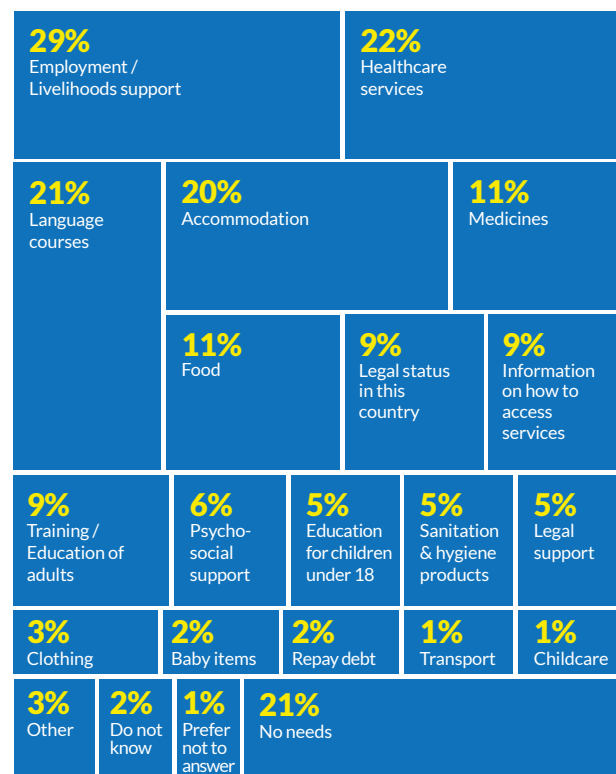 29%
Employment /
Livelihoods support
22%
Healthcare
services
21%
Language
courses
20%
Accommodation
11%
Medicines
11%
Food
9%
Legal status
in this
country
9%
Information
on how to
access
services
9%
Training /
Education of
adults
6%
Psycho-
social
support
5%
Education
for children
under 18
5%
Sanitation
& hygiene
products
5%
Legal
support
3%
Clothing
2%
Baby items
2%
Repay debt
1%
Transport
1%
Childcare
3%
Other
2%
Do not
know
1%
Prefer
not to
answer
21%
No needs